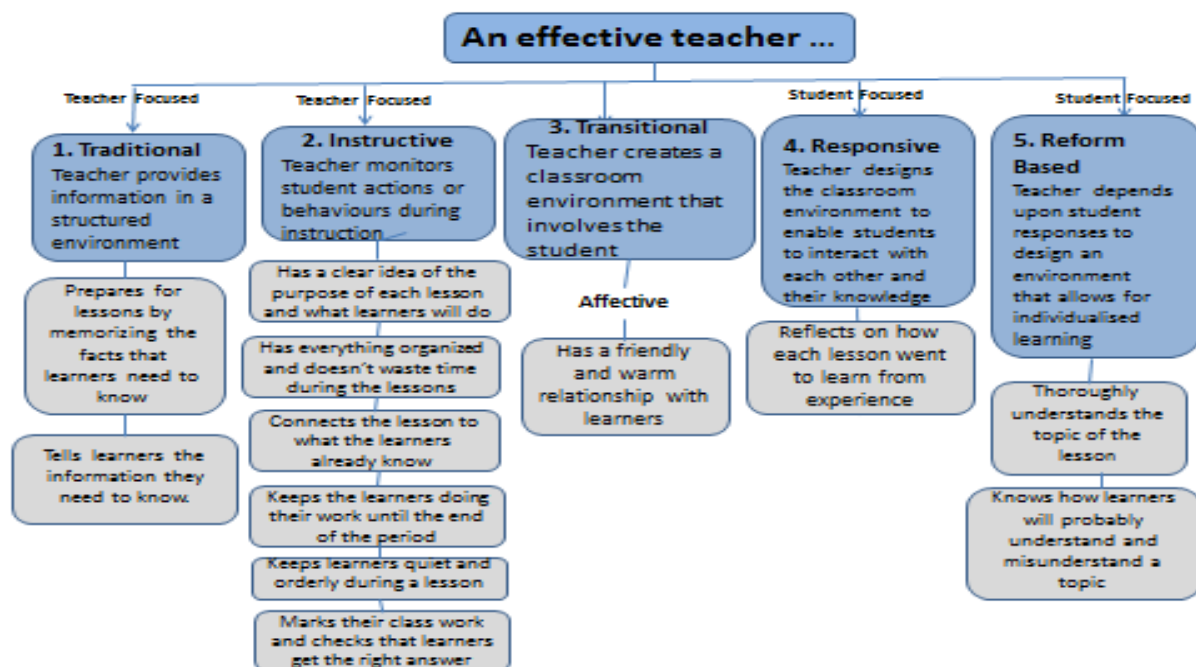 An effective teacher ...
Teacher Focused
Teacher Focused
Student Focused
Student Focused
1. Traditional
Teacher provides
information in a
structured
environment
Prepares for
lessons by
memorizing the
facts that
learners need to
know
Tells learners the
information they
need to know.
2. Instructive
Teacher monitors
student actions or
behaviours during
instruction
Has a clear idea of the
purpose of each lesson
and what learners will do
Has everything organized
and doesn't waste time
during the lessons
Connects the lesson to
what the learners
already know
Keeps the learners doing
their work until the end
of the period
Keeps learners quiet and
orderly during a lesson
Marks their class work
and checks that learners
get the right answer
3. Transitional
Teacher creates a
classroom
environment that
involves the
student
Affective
Has a friendly
and warm
relationship with
learners
4. Responsive
Teacher designs
the classroom
environment to
enable students
to interact with
each other and
their knowledge
Reflects on how
each lesson went
to learn from
experience
5. Reform
Based
Teacher depends
upon student
responses to
design an
environment
that allows for
individualised
learning
Thoroughly
understands the
topic of the
lesson
Knows how learners
will probably
understand and
misunderstand a
topic